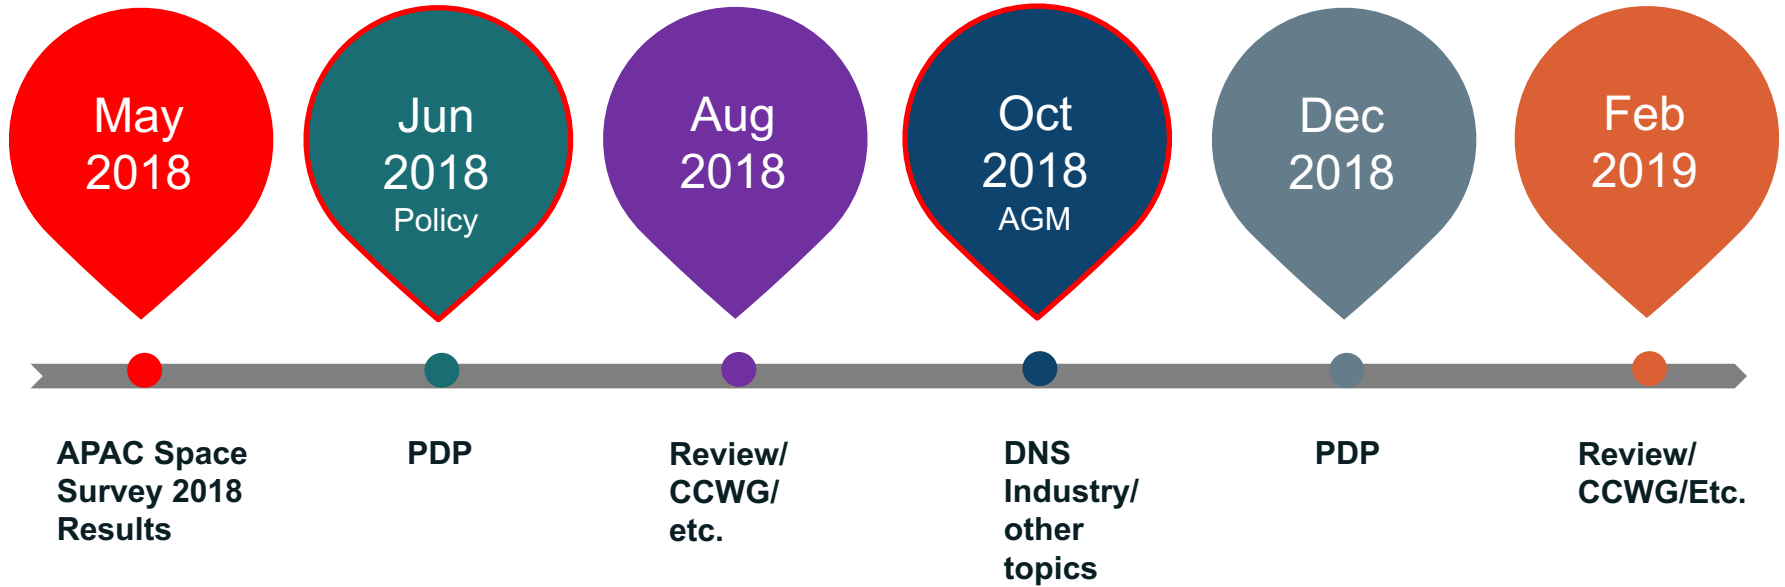 May
2018
Jun
2018
Policy
Aug
2018
Oct
2018
AGM
Dec
2018
Feb
2019
APAC Space
Survey 2018
Results
PDP
Review/
CCWG/
etc.
DNS
Industry/
other
topics
PDP
Review/
CCWG/Etc.